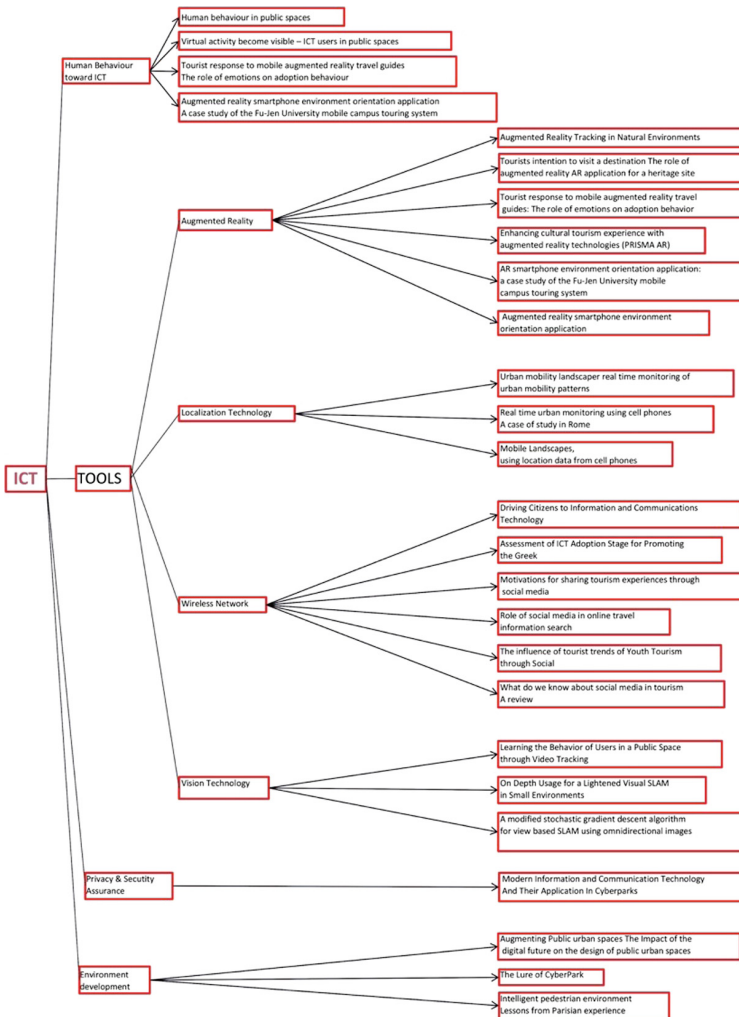 Human behaviour in public spaces
Virtual activity become visible – ICT users in public spaces
Human Behaviour
toward ICT
Tourist response to mobile augmented reality travel guides
The role of emotions on adoption behaviour
Augmented reality smartphone environment orientation application
A case study of the Fu-Jen University mobile campus touring system
Augmented Reality Tracking in Natural Environments
Tourists intention to visit a destination The role of
augmented reality AR application for a heritage site
Augmented Reality
Tourist response to mobile augmented reality travel
guides: The role of emotions on adoption behavior
Enhancing cultural tourism experience with
augmented reality technologies (PRISMA AR)
AR smartphone environment orientation application:
a case study of the Fu-Jen University mobile
campus touring system
Augmented reality smartphone environment
orientation application
Urban mobility landscaper real time monitoring of
urban mobility patterns
Localization Technology
Real time urban monitoring using cell phones
A case of study in Rome
Mobile Landscapes,
using location data from cell phones
ICT
TOOLS
Driving Citizens to Information and Communications
Technology
Assessment of ICT Adoption Stage for Promoting
the Greek
Motivations for sharing tourism experiences through
social media
Wireless Network
Role of social media in online travel
information search
The influence of tourist trends of Youth Tourism
through Social
What do we know about social media in tourism
A review
Learning the Behavior of Users in a Public Space
through Video Tracking
Vision Technology
On Depth Usage for a Lightened Visual SLAM
in Small Environments
A modified stochastic gradient descent algorithm
for view based SLAM using omnidirectional images
Privacy & Secutity
Assurance
Modern Information and Communication Technology
And Their Application In Cyberparks
Augmenting Public urban spaces The Impact of the
digital future on the design of public urban spaces
Environment
development
The Lure of CyberPark
Intelligent pedestrian environment
Lessons from Parisian experience